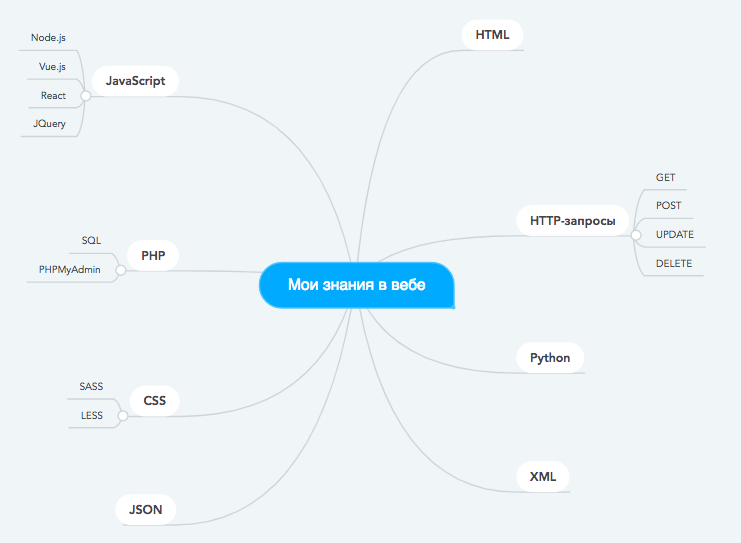 Мои знания в вебе
JavaScript
Node.js
Vue.js
React
JQuery
PHP
SQL
PHPMyAdmin
CSS
SASS
LESS
JSON
HTML
HTTP-запросы
GET
POST
UPDATE
DELETE
Python
XML